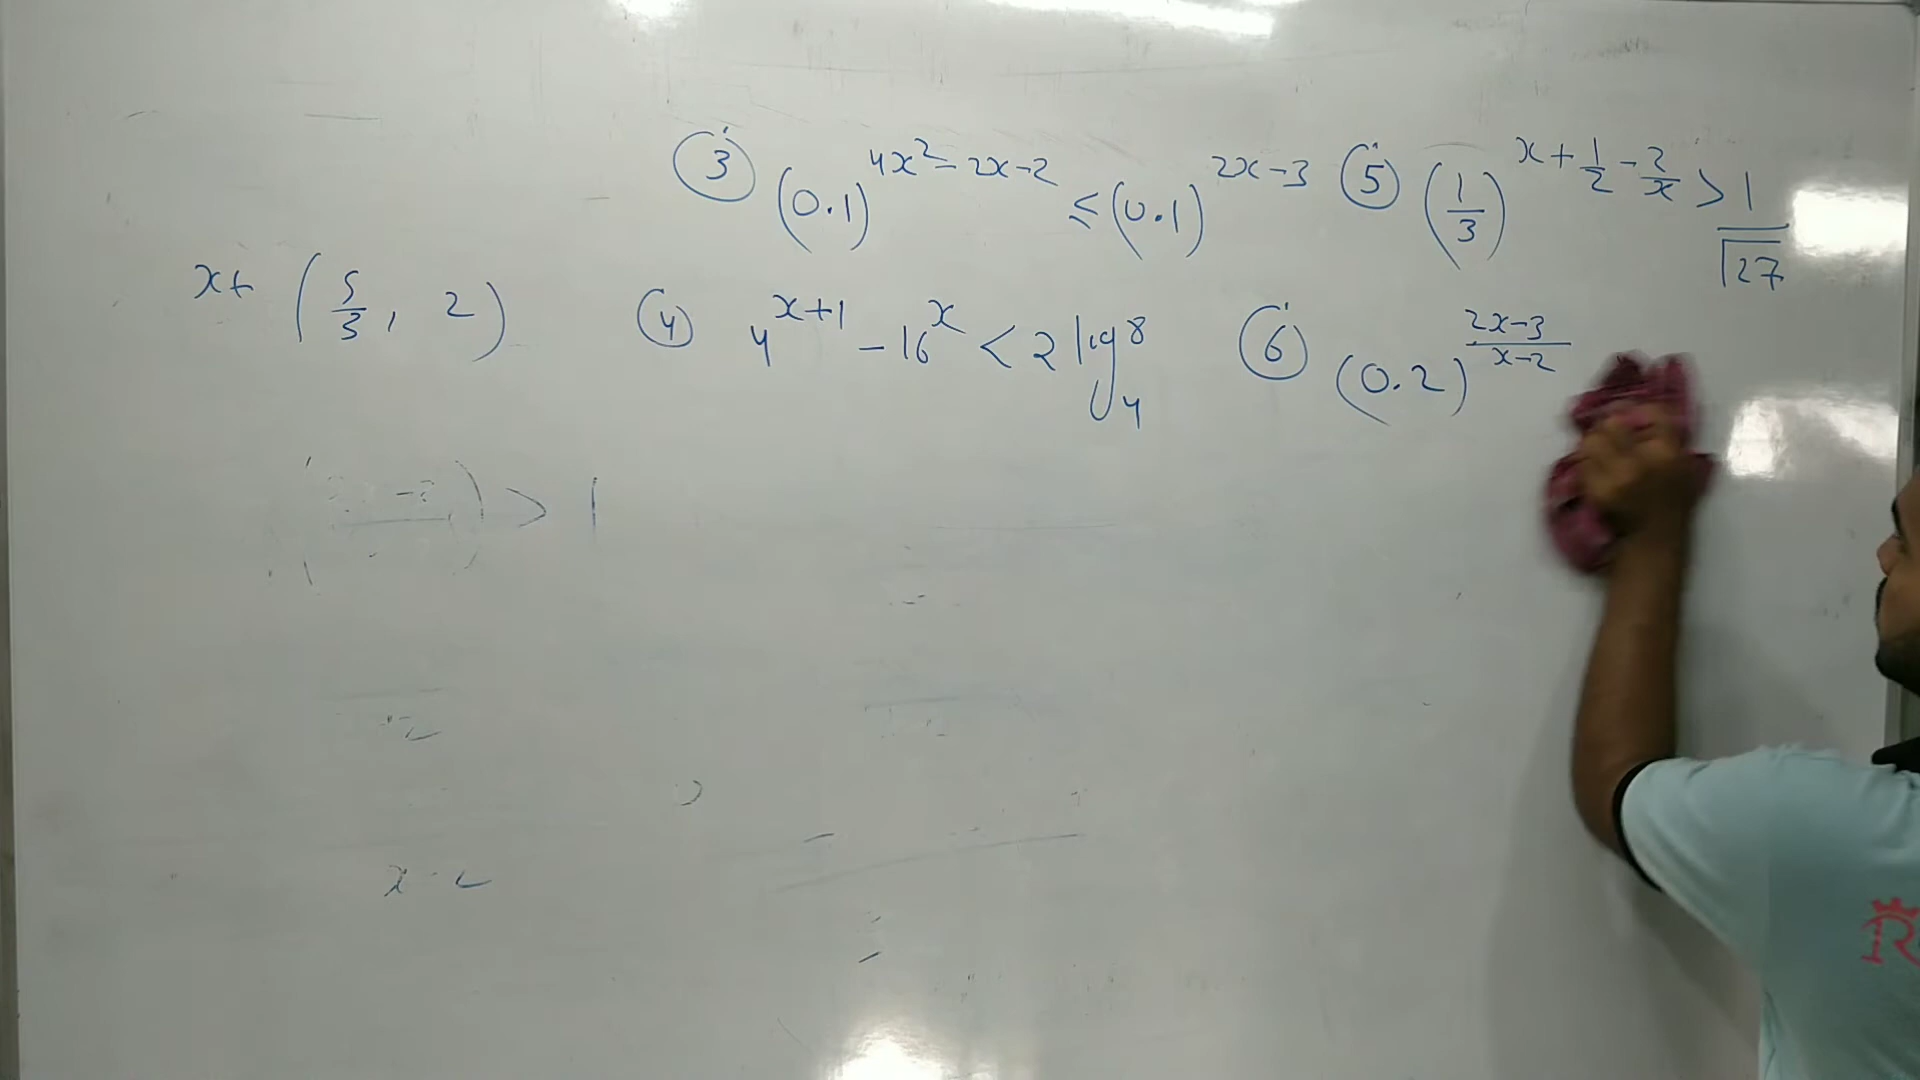 ③ (0.1)^{4x²-2x-2} ≤ (0.1)^{2x-3}
⑤ (1/3)^{x+1/2-2/x} > 1/√27
x∈ (5/3, 2)
④ 4^{x+1} - 16^x < 2 log_4 8
⑥ (0.2)^{(2x-3)/(x-2)}
> 1
R